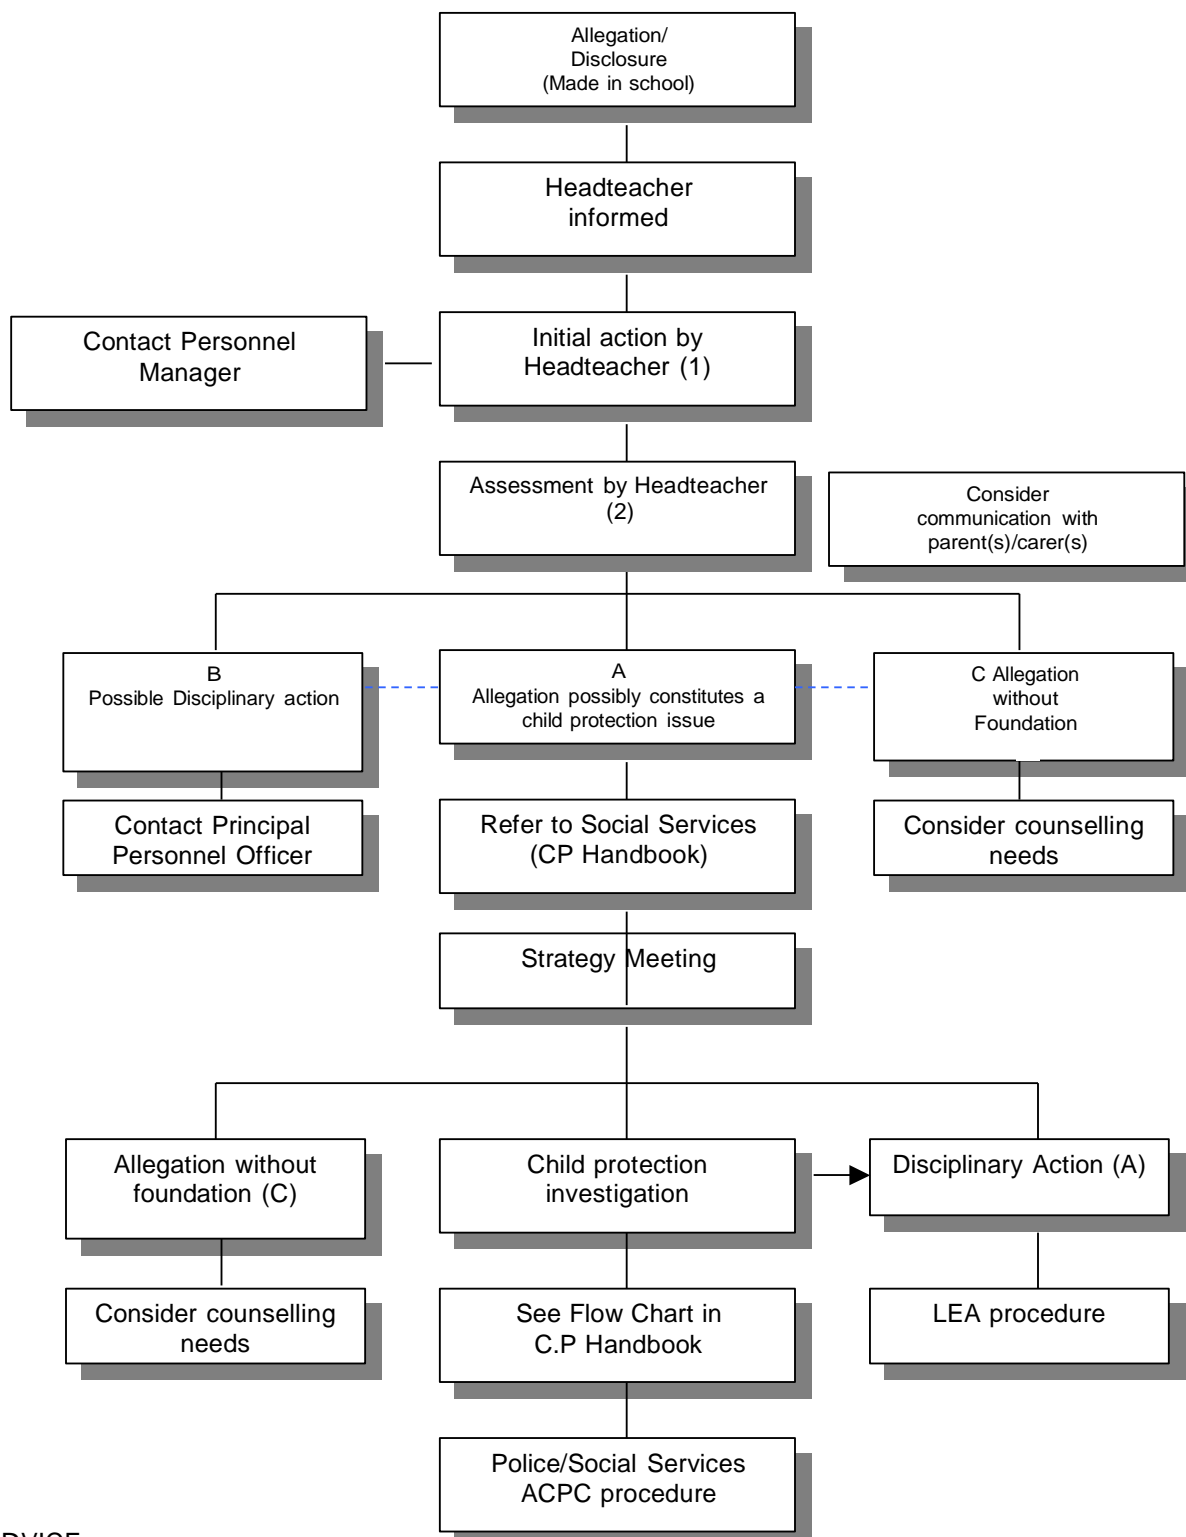 Allegation/
Disclosure
(Made in school)
Headteacher
informed
Contact Personnel
Manager
Initial action by
Headteacher (1)
Assessment by Headteacher
(2)
Consider
communication with
parent(s)/carer(s)
B
Possible Disciplinary action
A
Allegation possibly constitutes a
child protection issue
C Allegation
without
Foundation
Contact Principal
Personnel Officer
Refer to Social Services
(CP Handbook)
Consider counselling
needs
Strategy Meeting
Allegation without
foundation (C)
Child protection
investigation
Disciplinary Action (A)
Consider counselling
needs
See Flow Chart in
C.P Handbook
LEA procedure
Police/Social Services
ACPC procedure